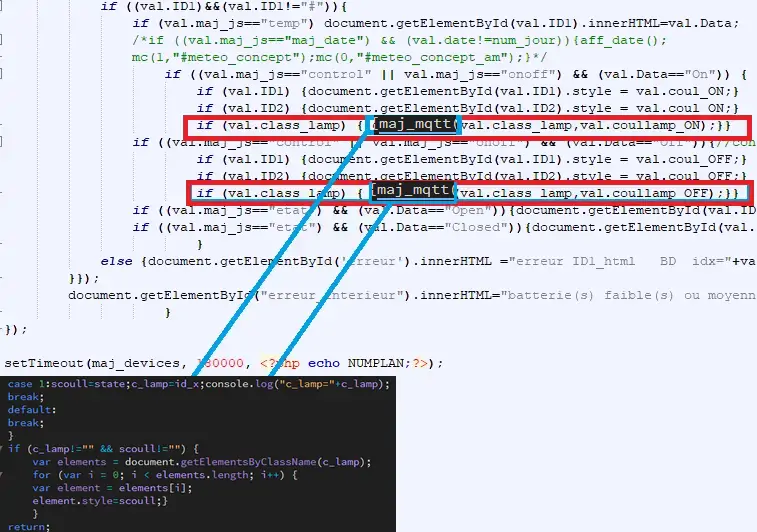 if ((val.ID1)&&(val.ID1!="#")){
if (val.maj_js=="temp") document.getElementById(val.ID1).innerHTML=val.Data;
/*if ((val.maj_js=="maj_date") && (val.date!=num_jour)){aff_date();
mc(1,"#meteo_concept");mc(0,"#meteo_concept_am");}*/
if ((val.maj_js=="control" || val.maj_js=="onoff") && (val.Data=="On")) {
if (val.ID1) {document.getElementById(val.ID1).style = val.coul_ON;}
if (val.ID2) {document.getElementById(val.ID2).style = val.coul_ON;}
if (val.class_lamp) { {maj_mqtt(val.class_lamp,val.coullamp_ON);}}
if ((val.maj_js=="control" || val.maj_js=="onoff") && (val.Data=="Off")){//con
if (val.ID1) {document.getElementById(val.ID1).style = val.coul_OFF;}
if (val.ID2) {document.getElementById(val.ID2).style = val.coul_OFF;}
if (val.class_lamp) { {maj_mqtt(val.class_lamp,val.coullamp_OFF);}}
if ((val.maj_js=="etat") && (val.Data=="Open")){document.getElementById(val.ID
if ((val.maj_js=="etat") && (val.Data=="Closed")){document.getElementById(val.
}
else {document.getElementById('erreur').innerHTML ="erreur ID1_html BD idx="+va
}});
document.getElementById("erreur_interieur").innerHTML="batterie(s) faible(s) ou moyenn
}
});
setTimeout(maj_devices, 180000, <?php echo NUMPLAN;?>);
case 1:scoull=state;c_lamp=id_x;console.log("c_lamp="+c_lamp);
break;
default:
break;
}
if (c_lamp!="" && scoull!="") {
var elements = document.getElementsByClassName(c_lamp);
for (var i = 0; i < elements.length; i++) {
var element = elements[i];
element.style=scoull;}
}
return;